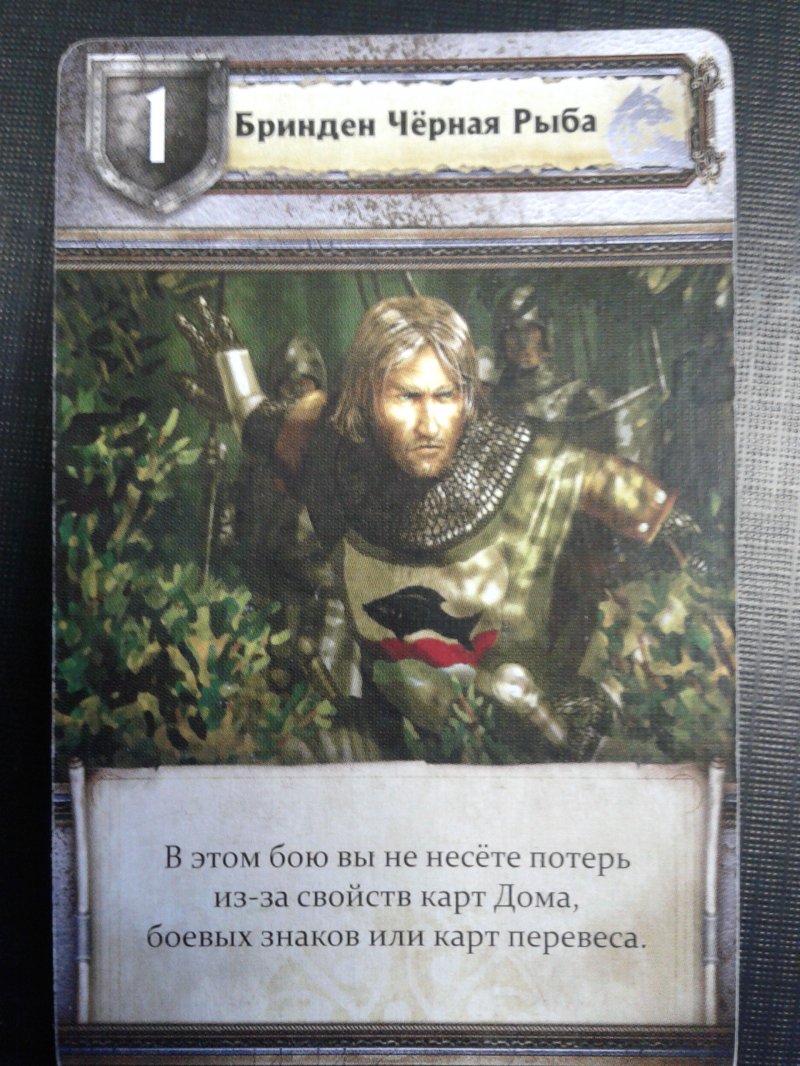 1
Бринден Чёрная Рыба
В этом бою вы не несёте потерь
из-за свойств карт Дома,
боевых знаков или карт перевеса.